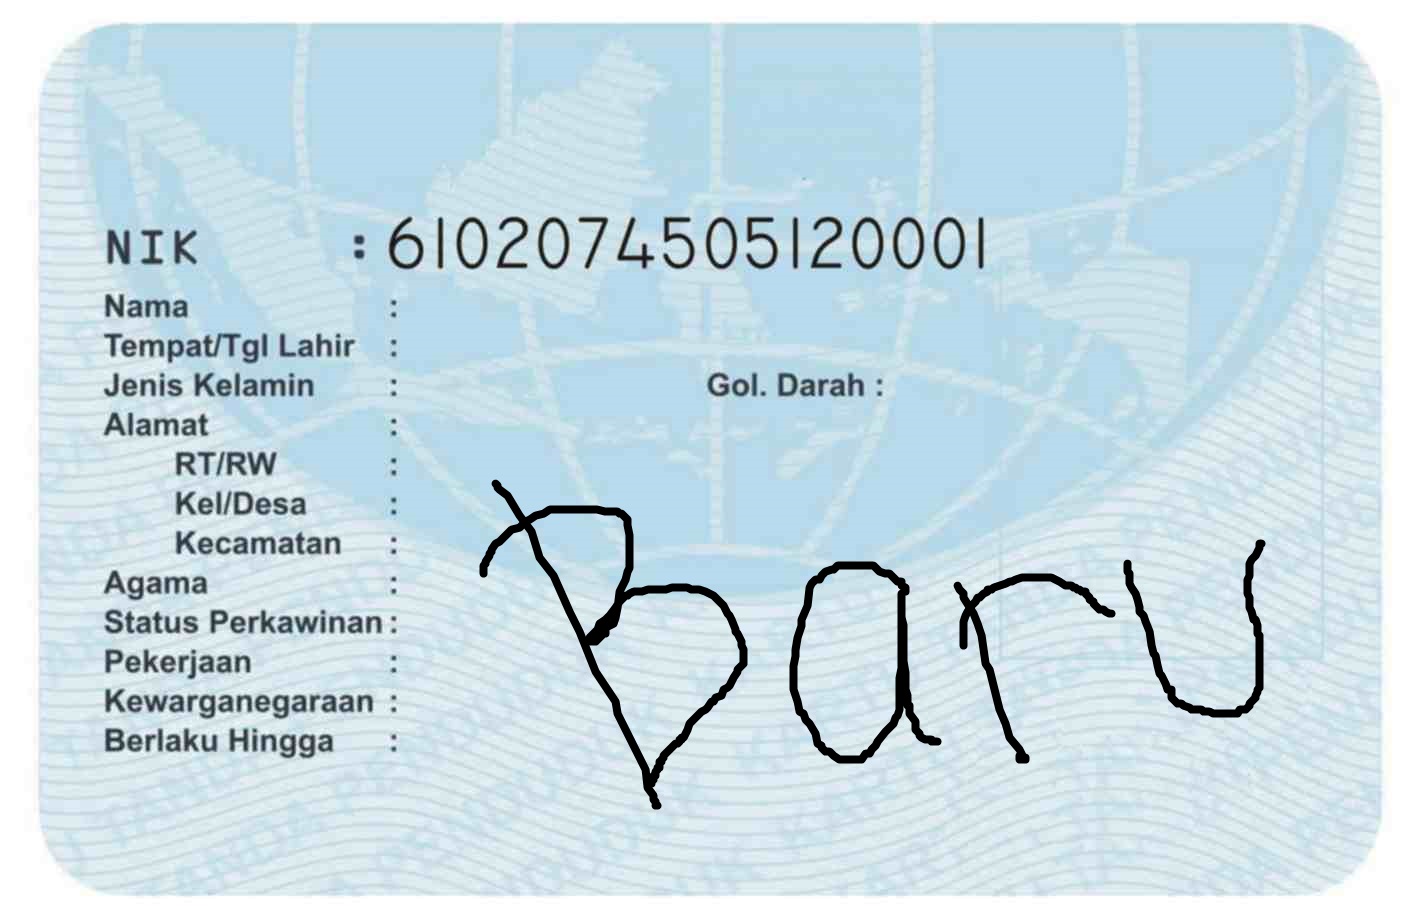 NIK : 6102074505120001
Nama :
Tempat/Tgl Lahir :
Jenis Kelamin : Gol. Darah :
Alamat :
RT/RW :
Kel/Desa :
Kecamatan :
Agama :
Status Perkawinan :
Pekerjaan :
Kewarganegaraan :
Berlaku Hingga :
Baru